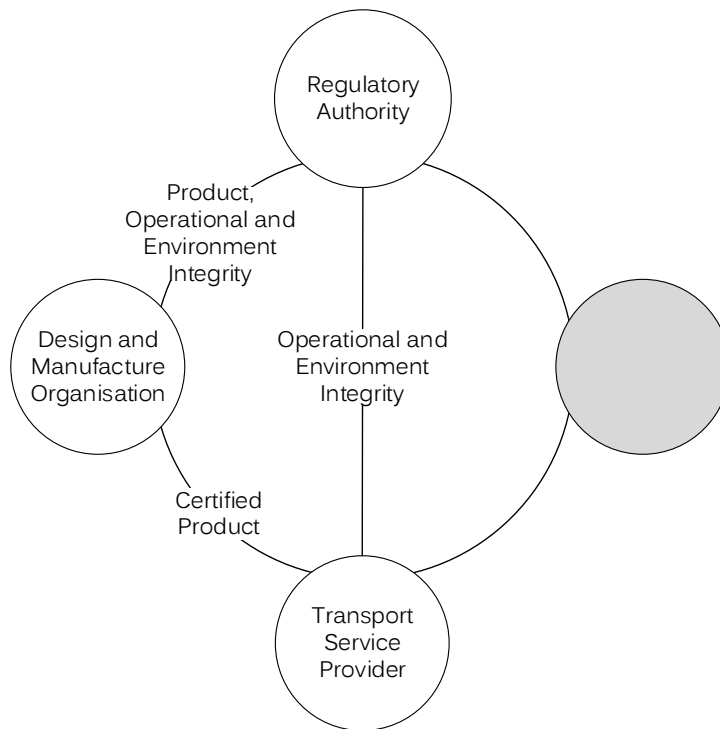 Regulatory
Authority
Product,
Operational and
Environment
Integrity
Design and
Manufacture
Organisation
Operational and
Environment
Integrity
Certified
Product
Transport
Service
Provider